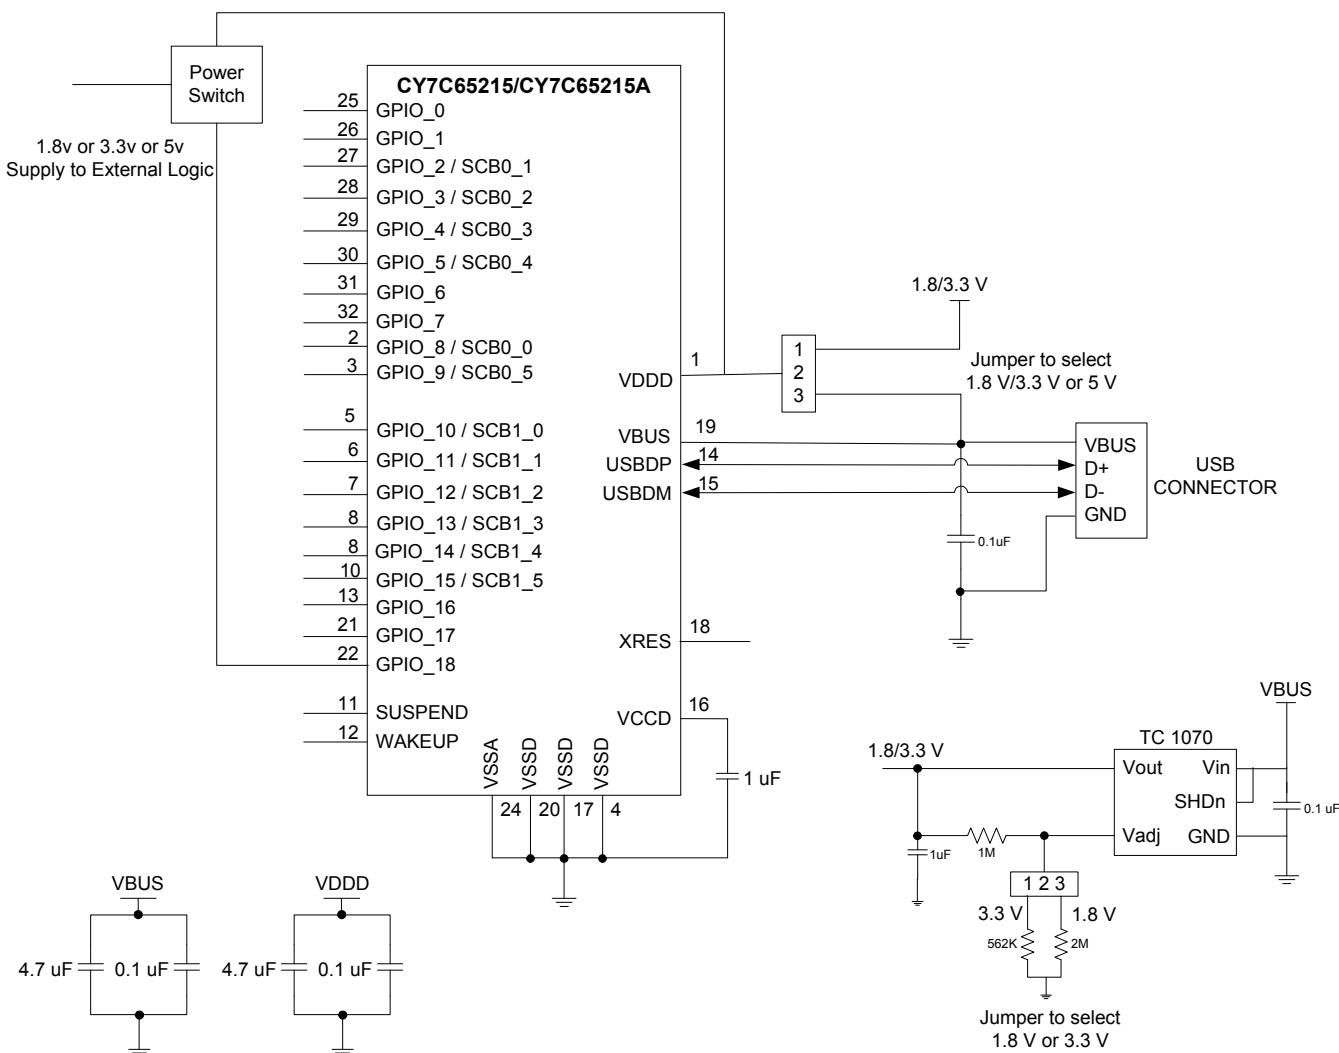 Power
Switch
1.8v or 3.3v or 5v
Supply to External Logic
CY7C65215/CY7C65215A
25
GPIO_0
26
GPIO_1
27
GPIO_2 / SCB0_1
28
GPIO_3 / SCB0_2
29
GPIO_4 / SCB0_3
30
GPIO_5 / SCB0_4
31
GPIO_6
32
GPIO_7
2
GPIO_8 / SCB0_0
3
GPIO_9 / SCB0_5
5
GPIO_10 / SCB1_0
6
GPIO_11 / SCB1_1
7
GPIO_12 / SCB1_2
8
GPIO_13 / SCB1_3
8
GPIO_14 / SCB1_4
10
GPIO_15 / SCB1_5
13
GPIO_16
21
GPIO_17
22
GPIO_18
11
SUSPEND
12
WAKEUP
VDDD
1
VBUS
19
USBDP
14
USBDM
15
XRES
18
VCCD
16
1 uF
VSSA
VSSD
VSSD
VSSD
24
20
17
4
1.8/3.3 V
1
2
3
Jumper to select
1.8 V/3.3 V or 5 V
VBUS
D+
D-
GND
USB
CONNECTOR
0.1uF
VBUS
TC 1070
1.8/3.3 V
Vout
Vin
SHDn
Vadj
GND
0.1 uF
1uF
1M
1 2 3
3.3 V
1.8 V
562K
2M
Jumper to select
1.8 V or 3.3 V
VBUS
4.7 uF
0.1 uF
VDDD
4.7 uF
0.1 uF